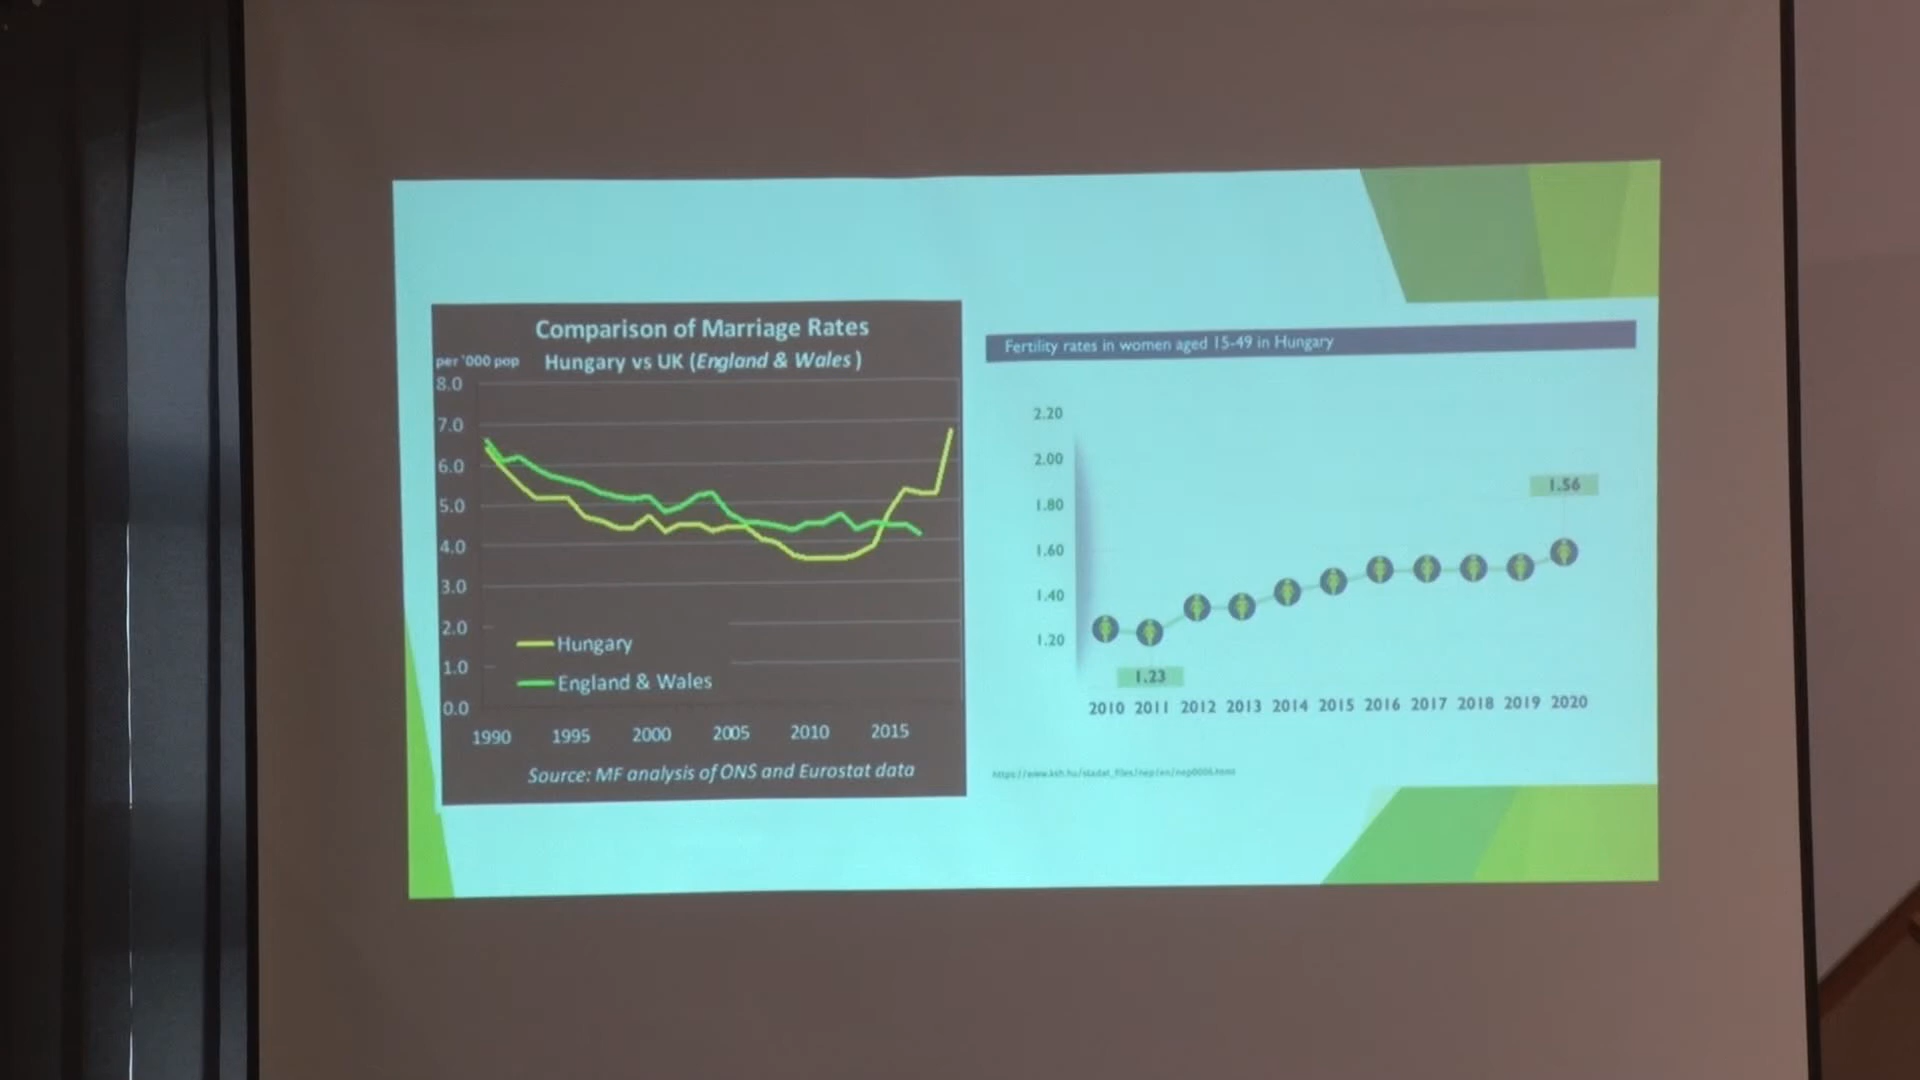 Comparison of Marriage Rates
per '000 pop
Hungary vs UK (England & Wales)
8.0
7.0
6.0
5.0
4.0
3.0
2.0
1.0
0.0
Hungary
England & Wales
1990 1995 2000 2005 2010 2015
Source: MF analysis of ONS and Eurostat data
Fertility rates in women aged 15-49 in Hungary
2.20
2.00
1.80
1.60
1.40
1.20
1.56
1.23
2010 2011 2012 2013 2014 2015 2016 2017 2018 2019 2020